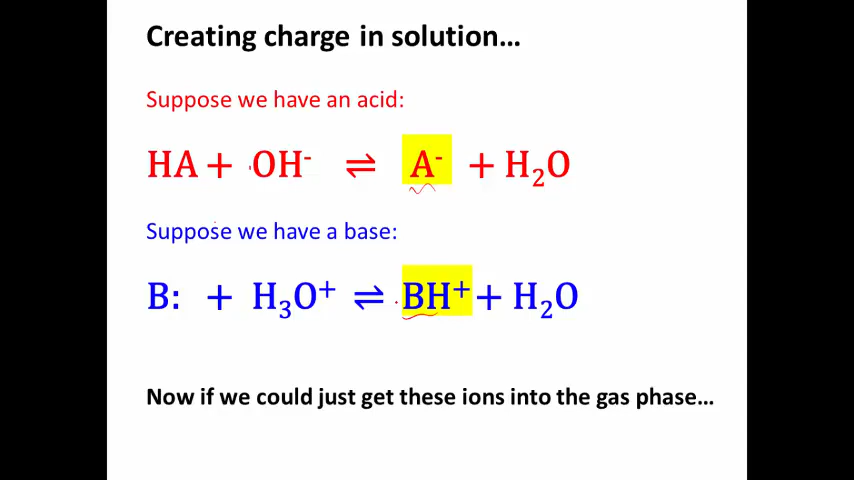 Creating charge in solution…
Suppose we have an acid:
HA + OH⁻ ⇌ A⁻ + H₂O
Suppose we have a base:
B: + H₃O⁺ ⇌ BH⁺ + H₂O
Now if we could just get these ions into the gas phase…